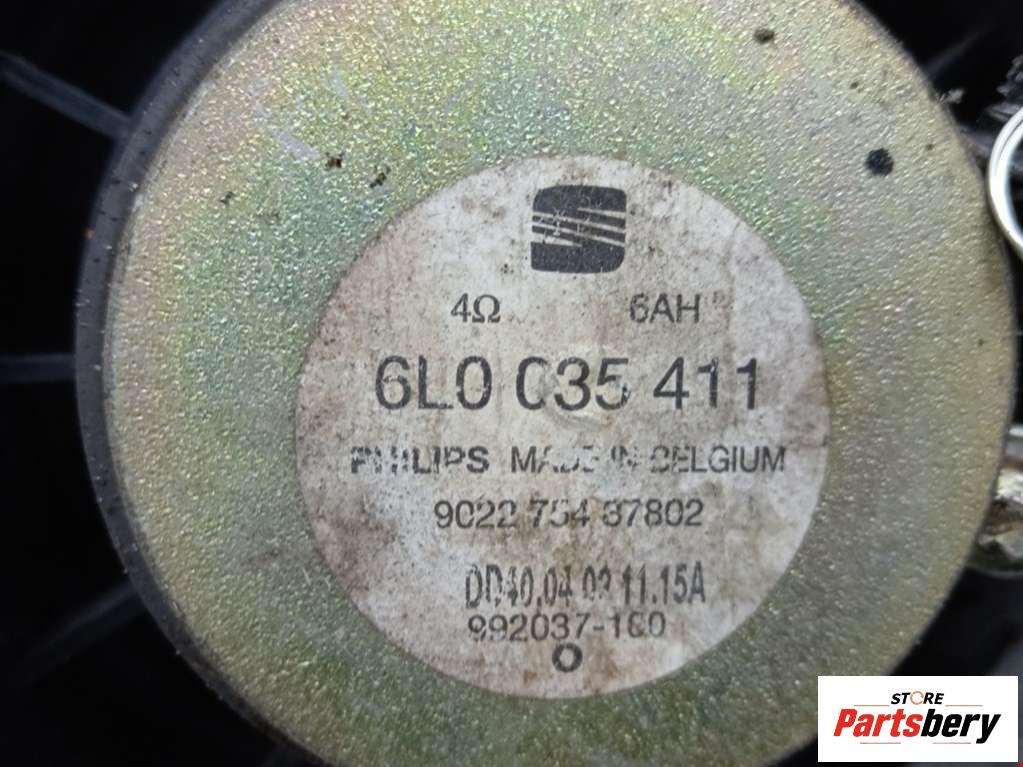 4Ω 6AH
6L0 035 411
PHILIPS MADE IN BELGIUM
9022 754 37802
DD40.04 03 11.15A
992037-180
O
STORE
Partsbery